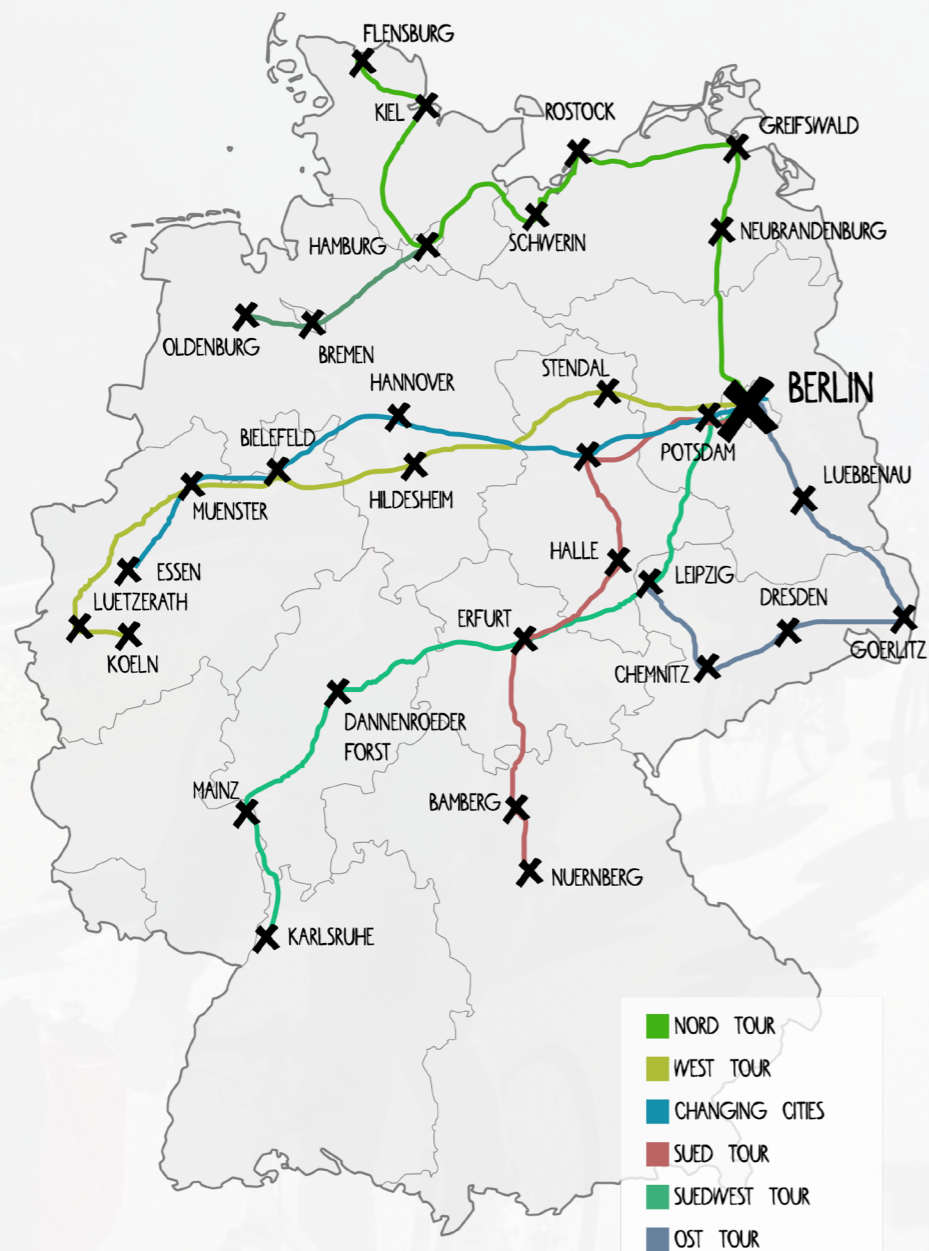 FLENSBURG
KIEL
ROSTOCK
GREIFSWALD
HAMBURG
SCHWERIN
NEUBRANDENBURG
OLDENBURG
BREMEN
STENDAL
HANNOVER
BERLIN
BIELEFELD
POTSDAM
HILDESHEIM
LUEBBENAU
MUENSTER
HALLE
ESSEN
LEIPZIG
LUETZERATH
DRESDEN
ERFURT
KOELN
GOERLITZ
CHEMNITZ
DANNENROEDER
FORST
MAINZ
BAMBERG
NUERNBERG
KARLSRUHE
NORD TOUR
WEST TOUR
CHANGING CITIES
SUED TOUR
SUEDWEST TOUR
OST TOUR